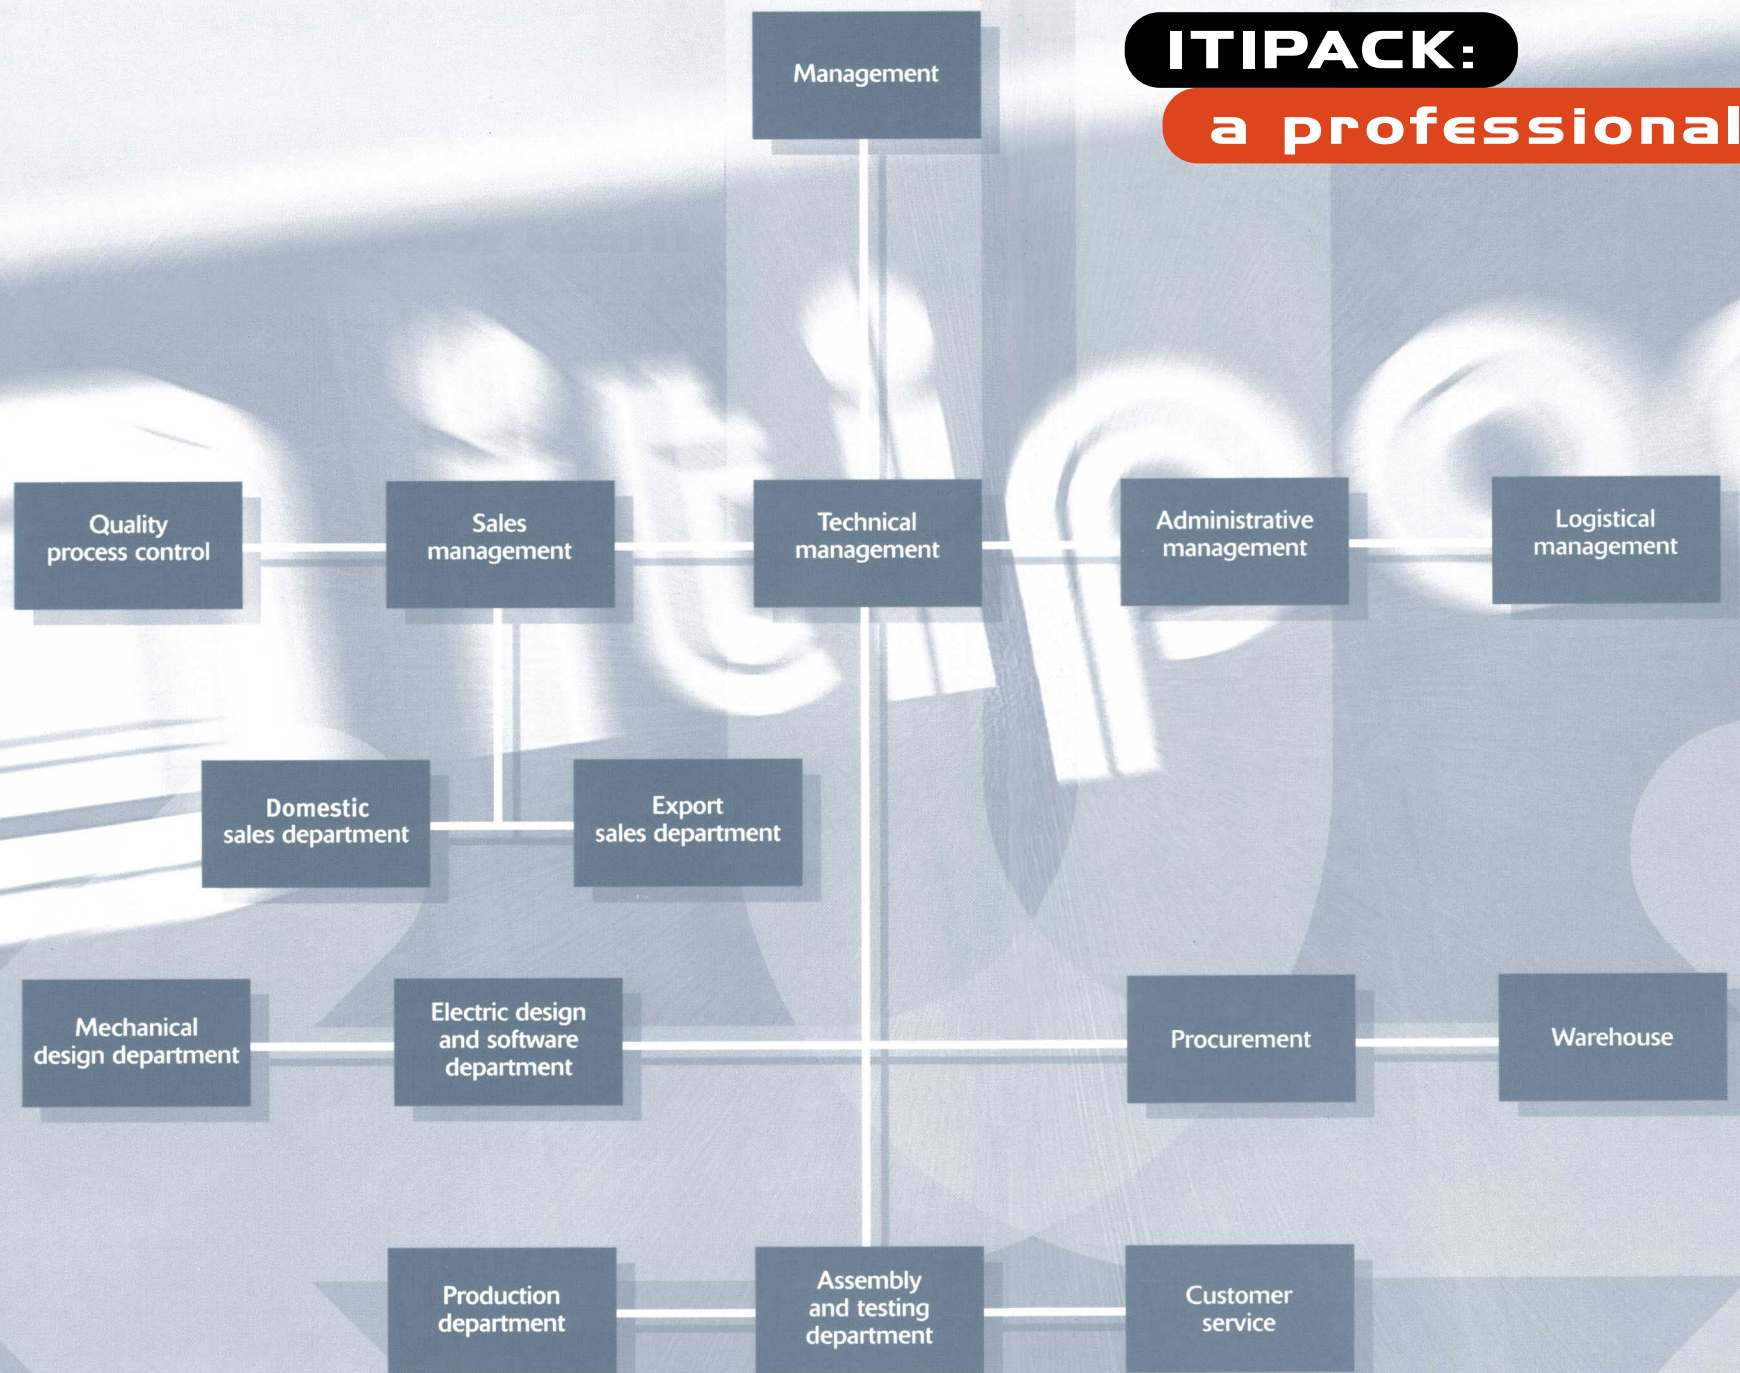 ITIPACK:
a professional
Management
Quality
process control
Sales
management
Technical
management
Administrative
management
Logistical
management
Domestic
sales department
Export
sales department
Mechanical
design department
Electric design
and software
department
Procurement
Warehouse
Production
department
Assembly
and testing
department
Customer
service